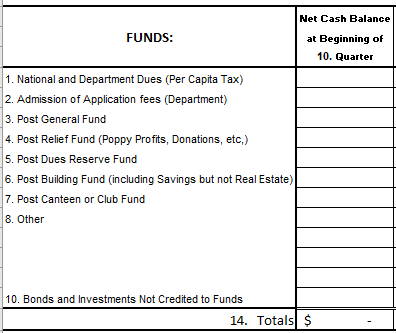 Net Cash Balance
FUNDS: at Beginning of
10. Quarter
1. National and Department Dues (Per Capita Tax)
2. Admission of Application fees (Department)
3. Post General Fund
4. Post Relief Fund (Poppy Profits, Donations, etc,)
5. Post Dues Reserve Fund
6. Post Building Fund (including Savings but not Real Estate)
7. Post Canteen or Club Fund
8. Other
10. Bonds and Investments Not Credited to Funds
14. Totals $ -